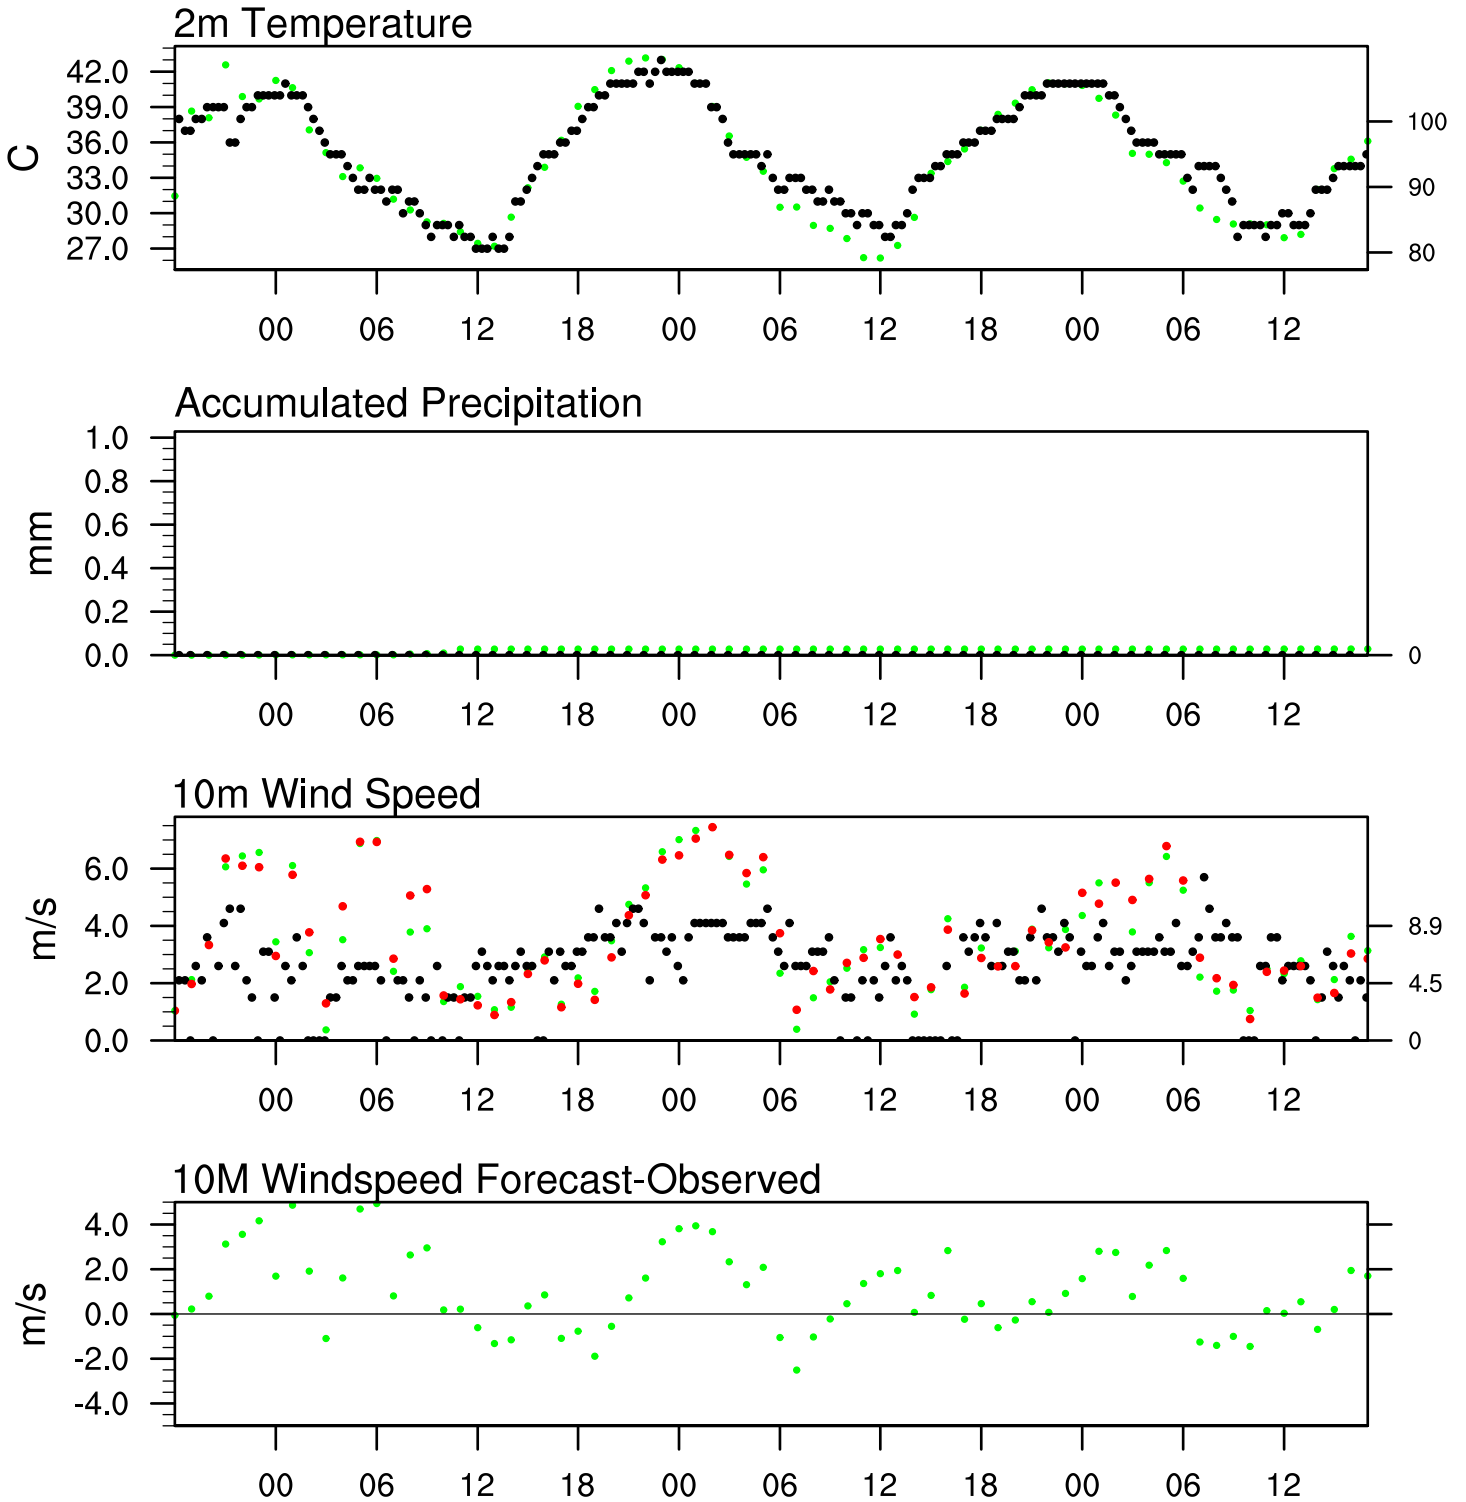 2m Temperature
42.0
39.0
36.0
33.0
30.0
27.0
C
100
90
80
00 06 12 18 00 06 12 18 00 06 12
Accumulated Precipitation
1.0
0.8
0.6
0.4
0.2
0.0
mm
0
00 06 12 18 00 06 12 18 00 06 12
10m Wind Speed
6.0
4.0
2.0
0.0
m/s
8.9
4.5
0
00 06 12 18 00 06 12 18 00 06 12
10M Windspeed Forecast-Observed
4.0
2.0
0.0
-2.0
-4.0
m/s
00 06 12 18 00 06 12 18 00 06 12